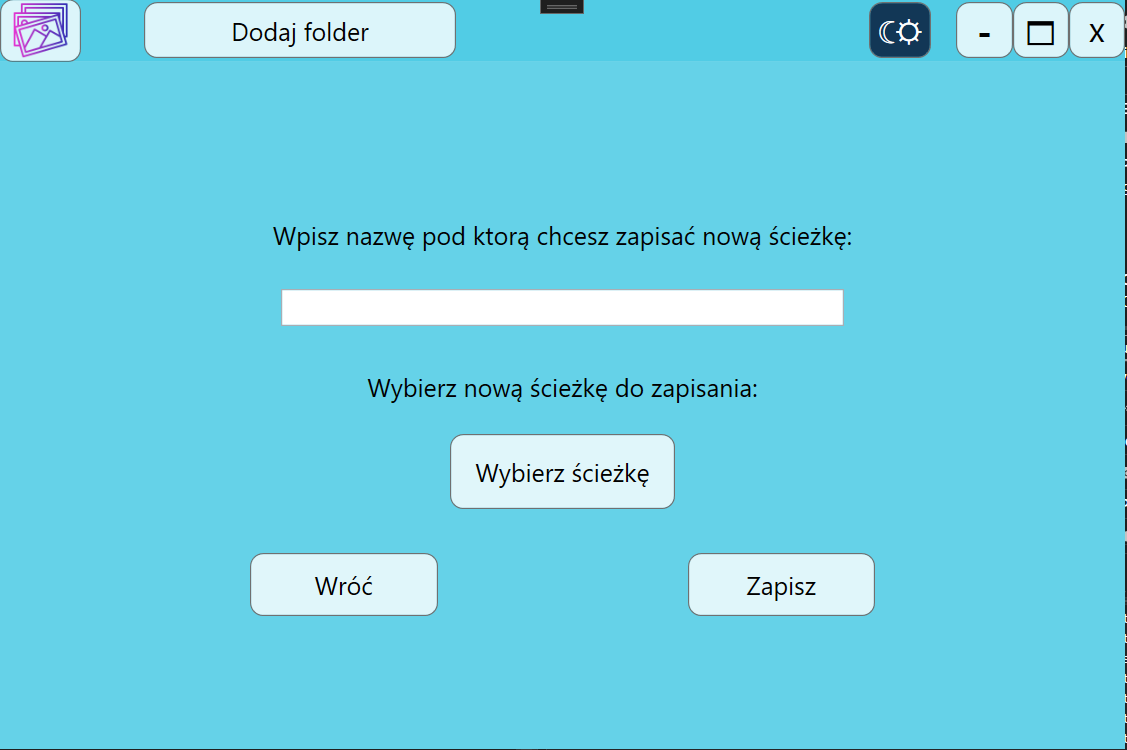 Dodaj folder
- X
Wpisz nazwę pod ktorą chcesz zapisać nową ścieżkę:
Wybierz nową ścieżkę do zapisania:
Wybierz ścieżkę
Wróć Zapisz